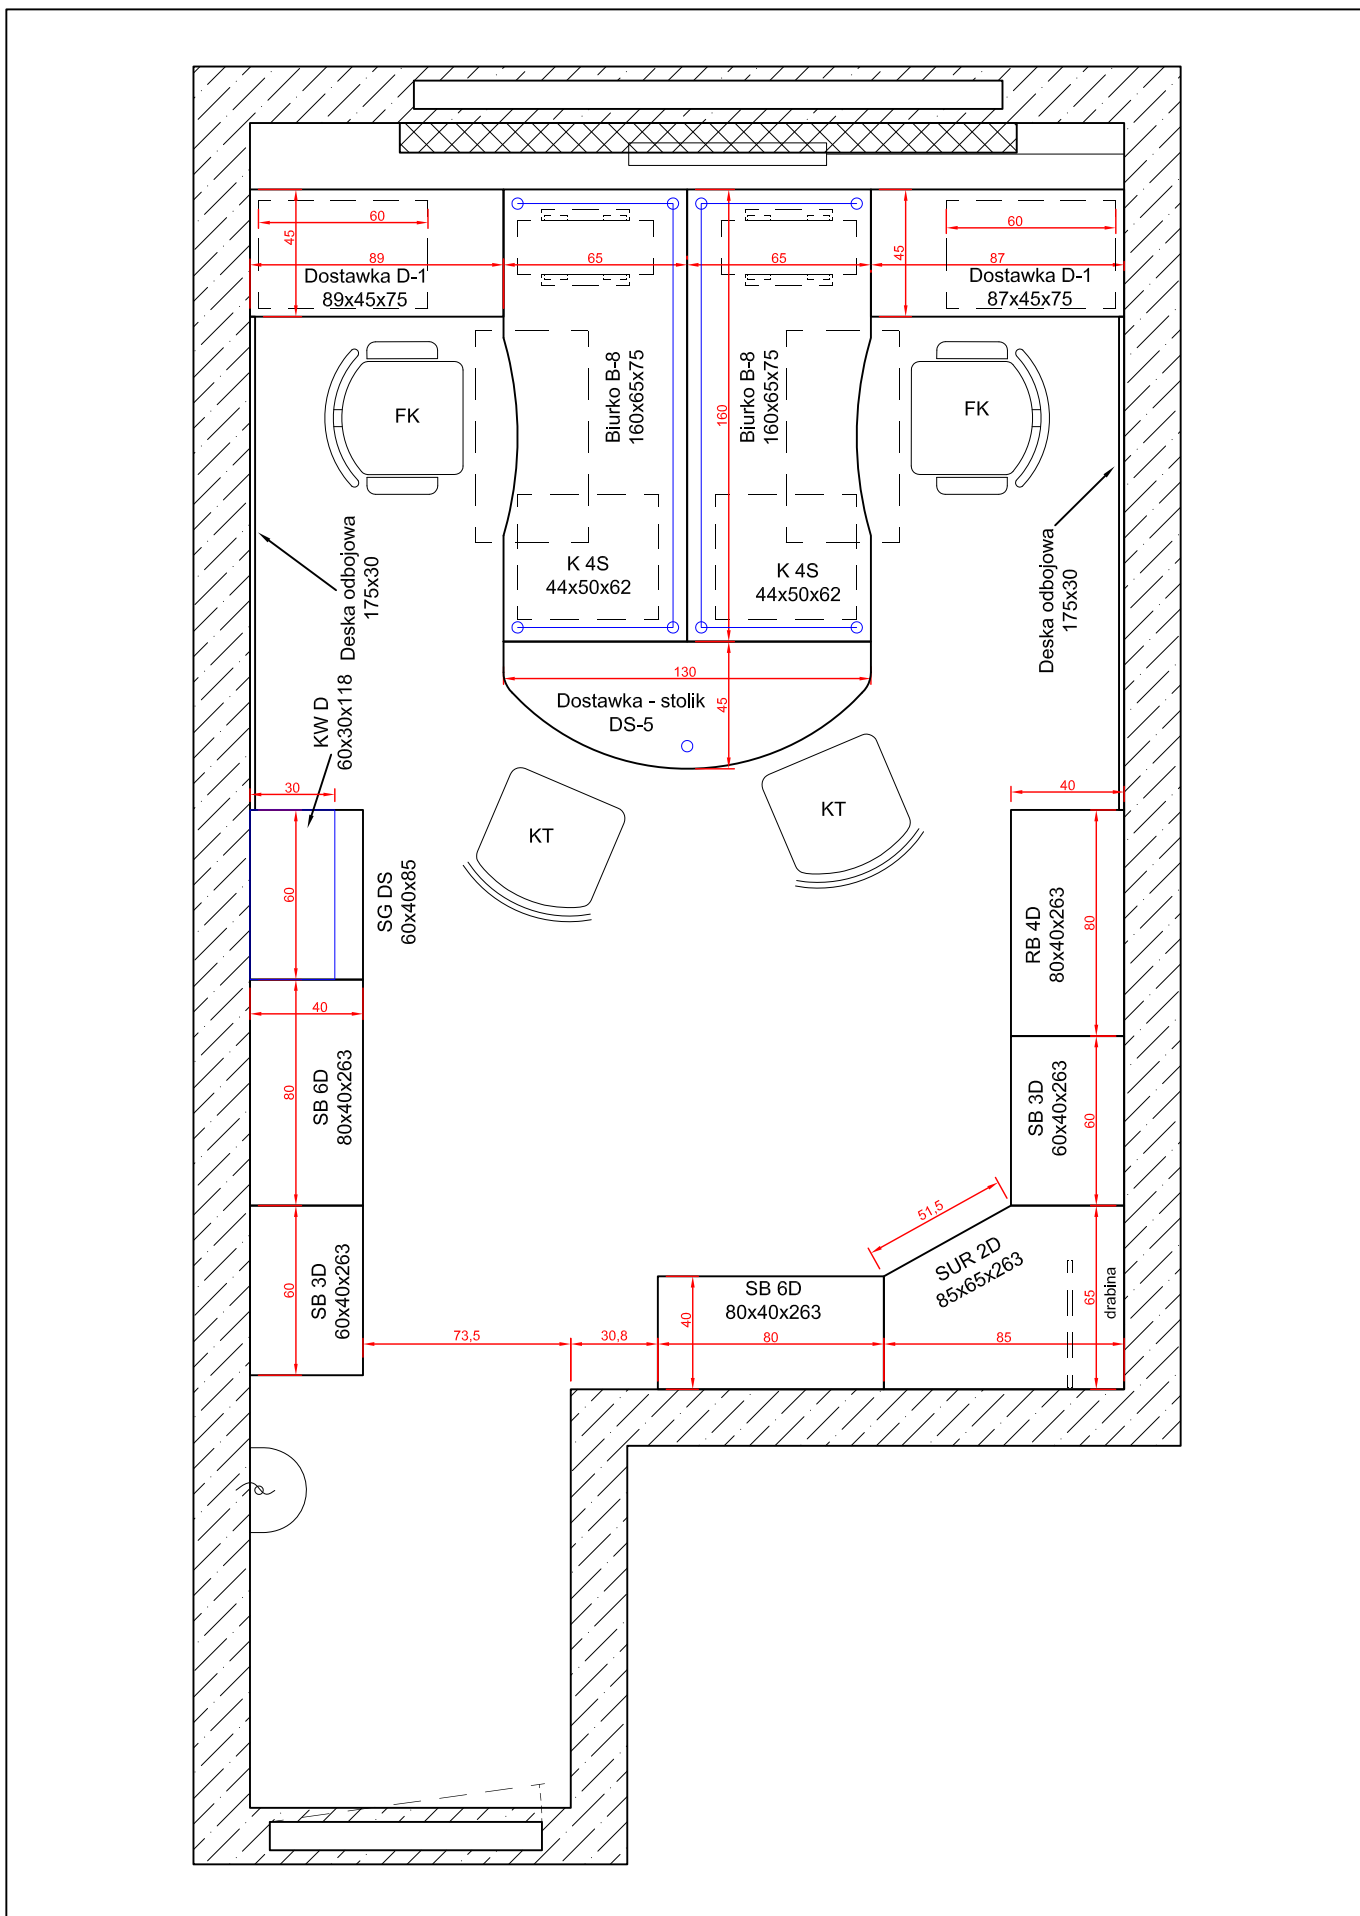 60
45
89
Dostawka D-1
89x45x75
65
65
45
60
87
Dostawka D-1
87x45x75
FK
Biurko B-8
160x65x75
160
Biurko B-8
160x65x75
FK
Deska odbojowa
175x30
K 4S
44x50x62
K 4S
44x50x62
Deska odbojowa
175x30
130
45
Dostawka - stolik
DS-5
KW D
60x30x118
30
40
KT
KT
60
SG DS
60x40x85
RB 4D
80x40x263
80
40
SB 6D
80x40x263
80
SB 3D
60x40x263
60
51,5
SUR 2D
85x65x263
65
drabina
SB 3D
60x40x263
60
73,5
30,8
SB 6D
80x40x263
40
80
85